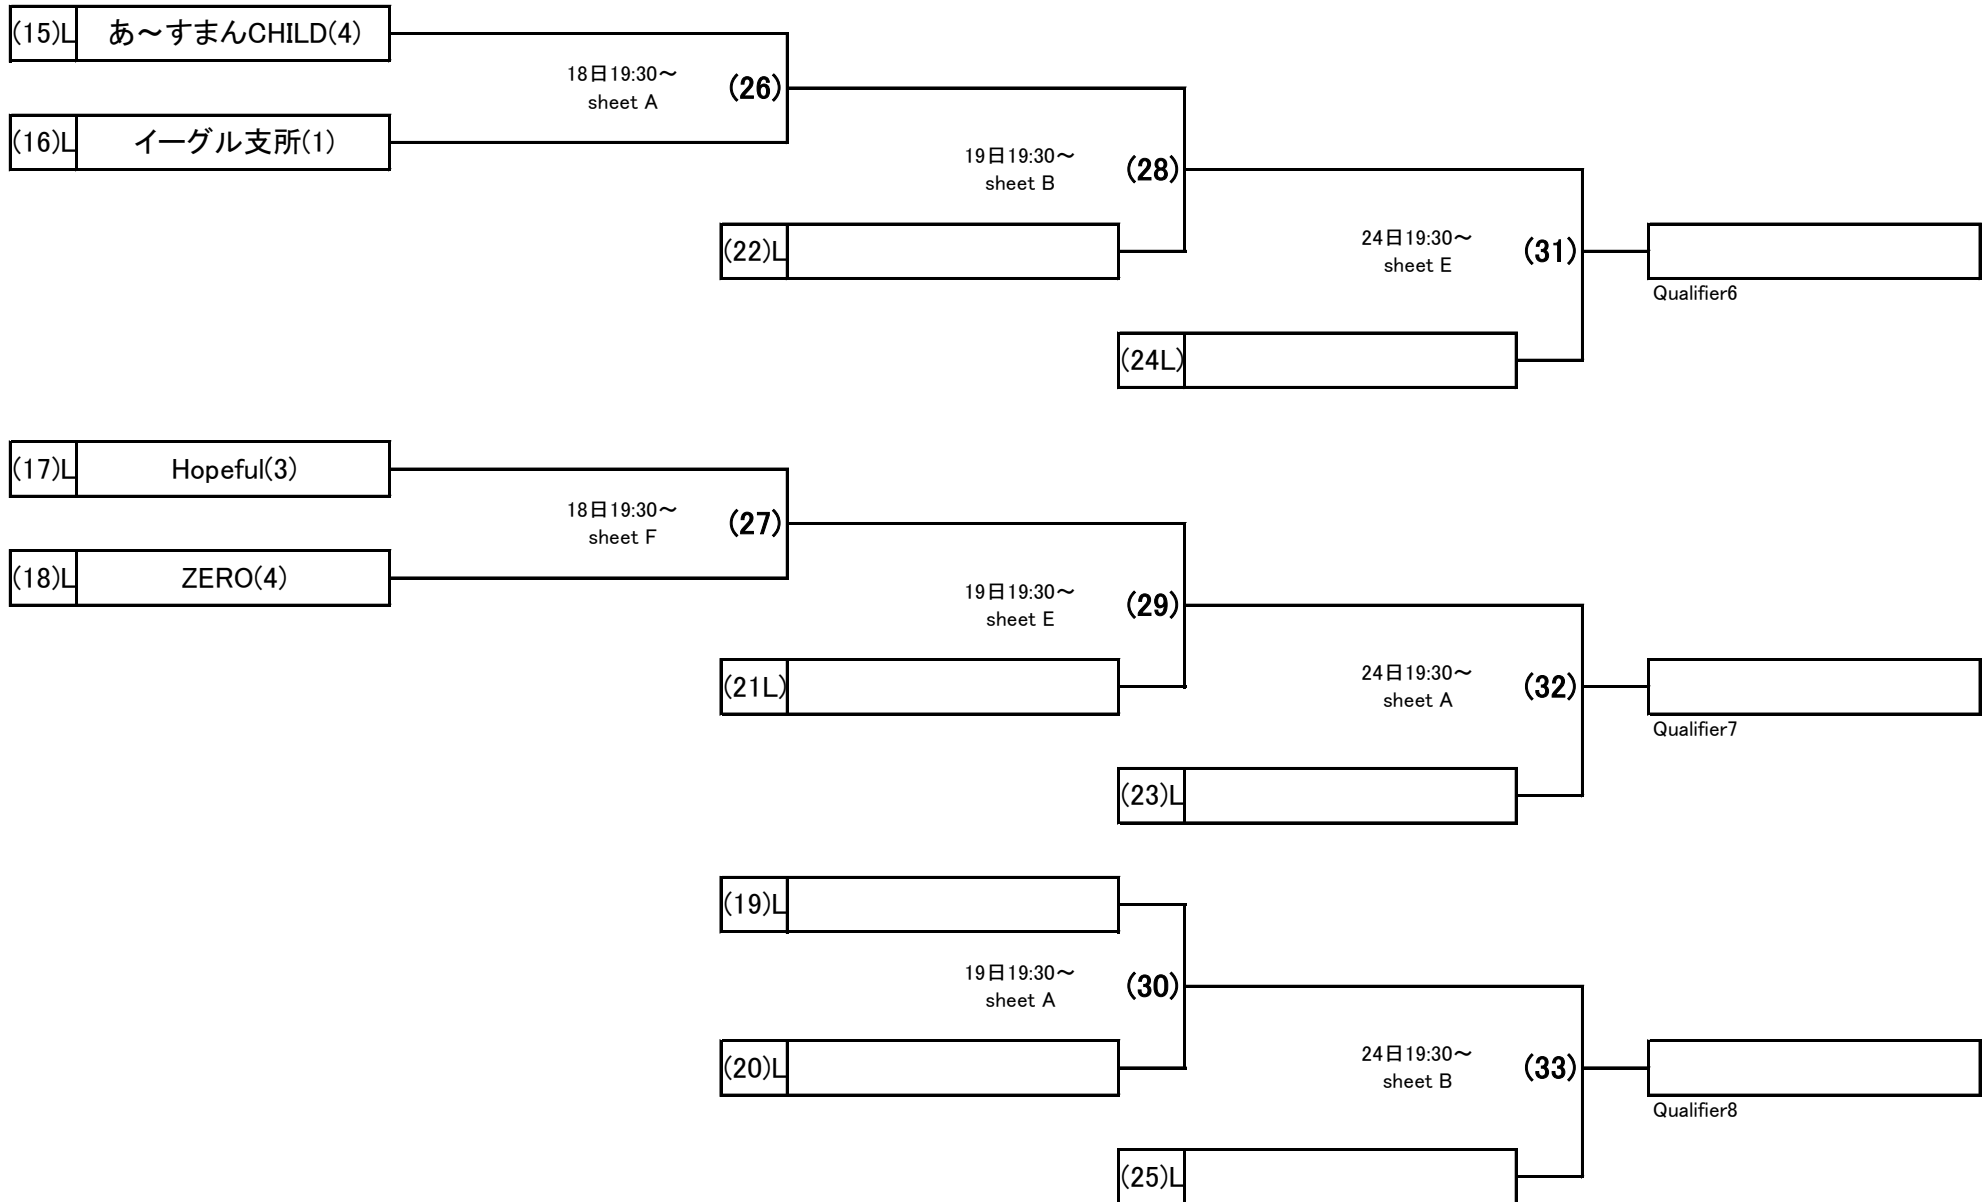 (15)L あ～すまんCHILD(4)
18日19:30～
sheet A
(26)
(16)L イーグル支所(1)
19日19:30～
sheet B
(28)
(22)L
24日19:30～
sheet E
(31)
Qualifier6
(24L)
(17)L Hopeful(3)
18日19:30～
sheet F
(27)
(18)L ZERO(4)
19日19:30～
sheet E
(29)
(21L)
24日19:30～
sheet A
(32)
Qualifier7
(23)L
(19)L
19日19:30～
sheet A
(30)
(20)L
24日19:30～
sheet B
(33)
Qualifier8
(25)L